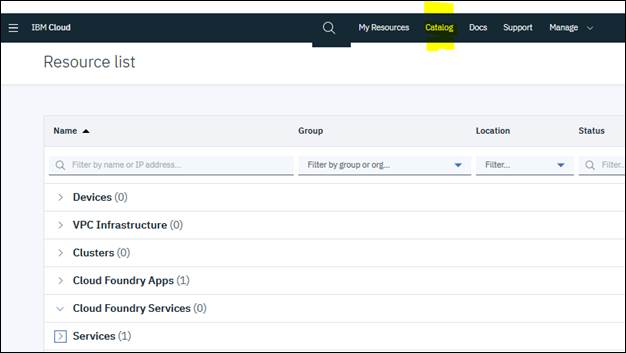 IBM Cloud My Resources Catalog Docs Support Manage
Resource list
Name Group Location Status
Filter by name or IP address... Filter by group or org... Filter... Filter...
Devices (0)
VPC Infrastructure (0)
Clusters (0)
Cloud Foundry Apps (1)
Cloud Foundry Services (0)
Services (1)